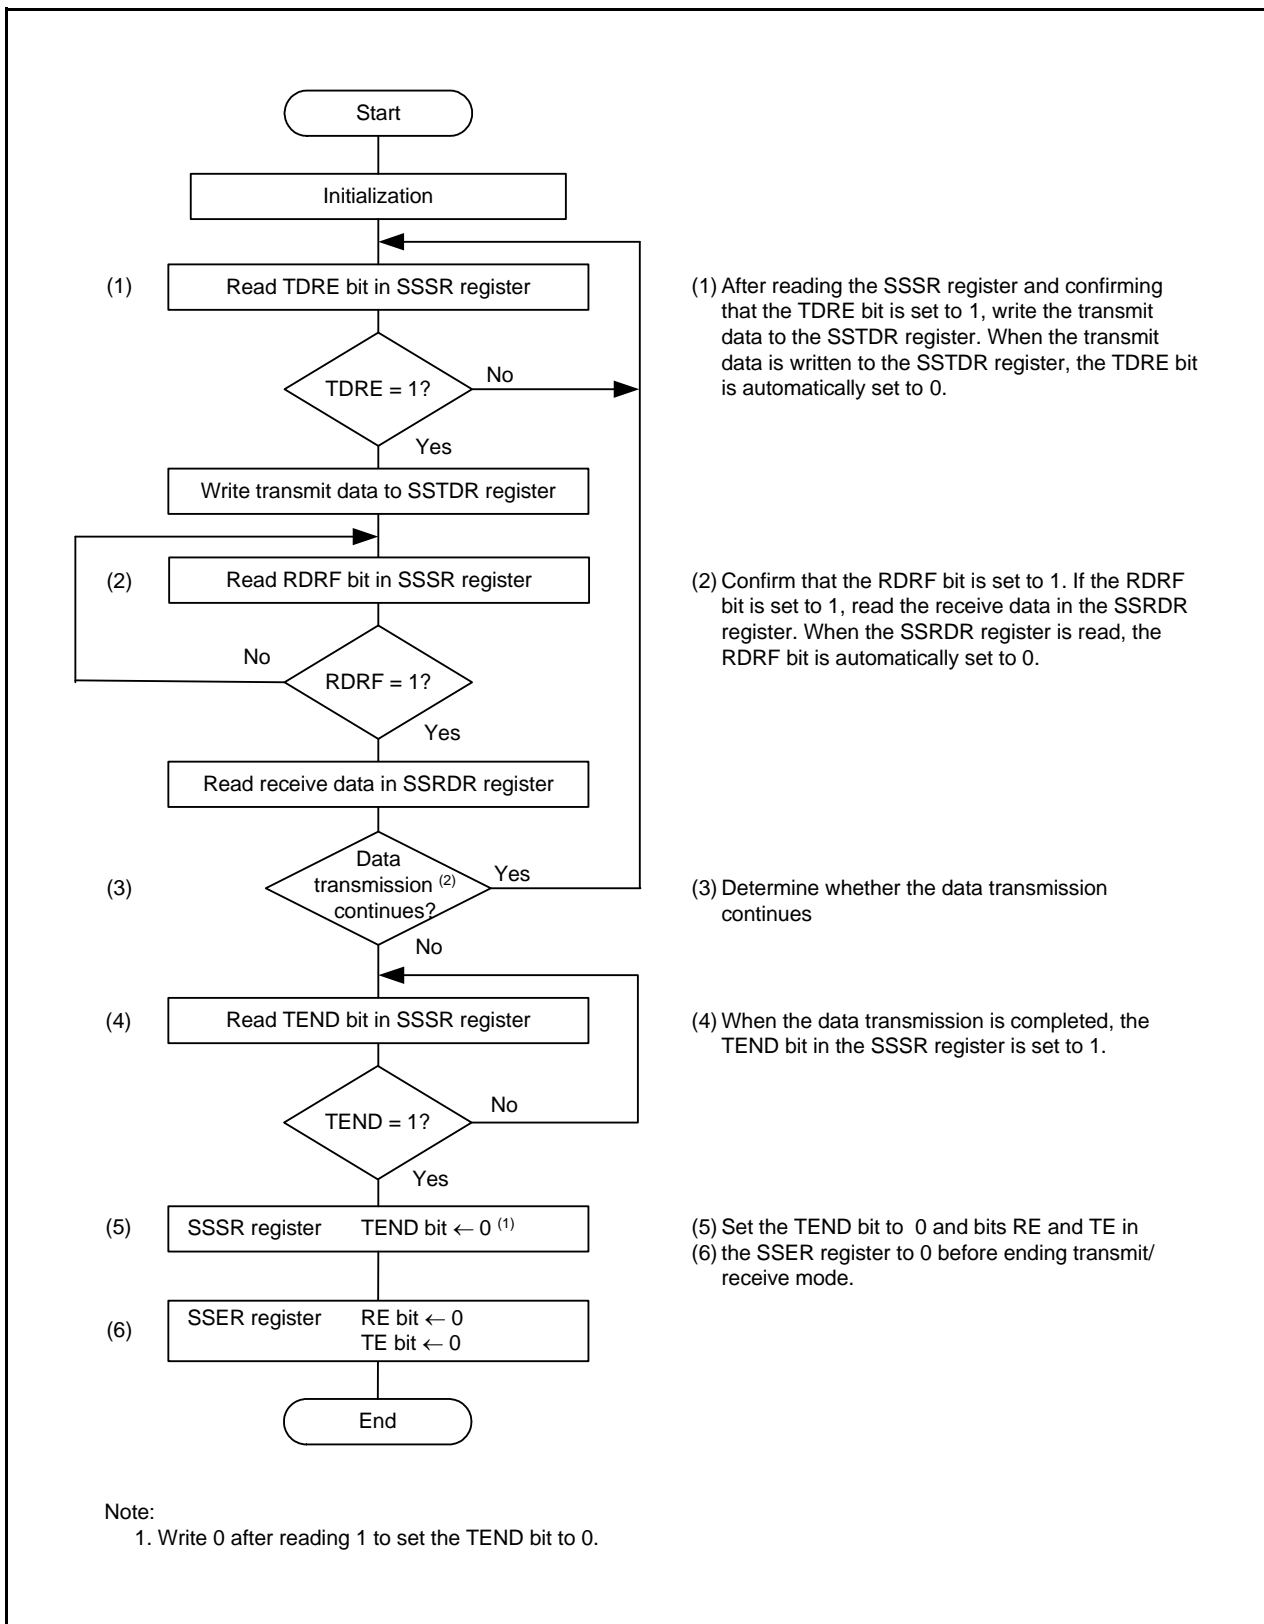 Start
Initialization
(1)
Read TDRE bit in SSSR register
(1) After reading the SSSR register and confirming
that the TDRE bit is set to 1, write the transmit
data to the SSTDR register. When the transmit
data is written to the SSTDR register, the TDRE bit
is automatically set to 0.
TDRE = 1?
No
Yes
Write transmit data to SSTDR register
(2)
Read RDRF bit in SSSR register
(2) Confirm that the RDRF bit is set to 1. If the RDRF
bit is set to 1, read the receive data in the SSRDR
register. When the SSRDR register is read, the
RDRF bit is automatically set to 0.
No
RDRF = 1?
Yes
Read receive data in SSRDR register
(3)
Data
transmission (2)
continues?
Yes
(3) Determine whether the data transmission
continues
No
(4)
Read TEND bit in SSSR register
(4) When the data transmission is completed, the
TEND bit in the SSSR register is set to 1.
TEND = 1?
No
Yes
(5)
SSSR register TEND bit ← 0 (1)
(5) Set the TEND bit to 0 and bits RE and TE in
(6) the SSER register to 0 before ending transmit/
receive mode.
(6)
SSER register RE bit ← 0
TE bit ← 0
End
Note:
1. Write 0 after reading 1 to set the TEND bit to 0.